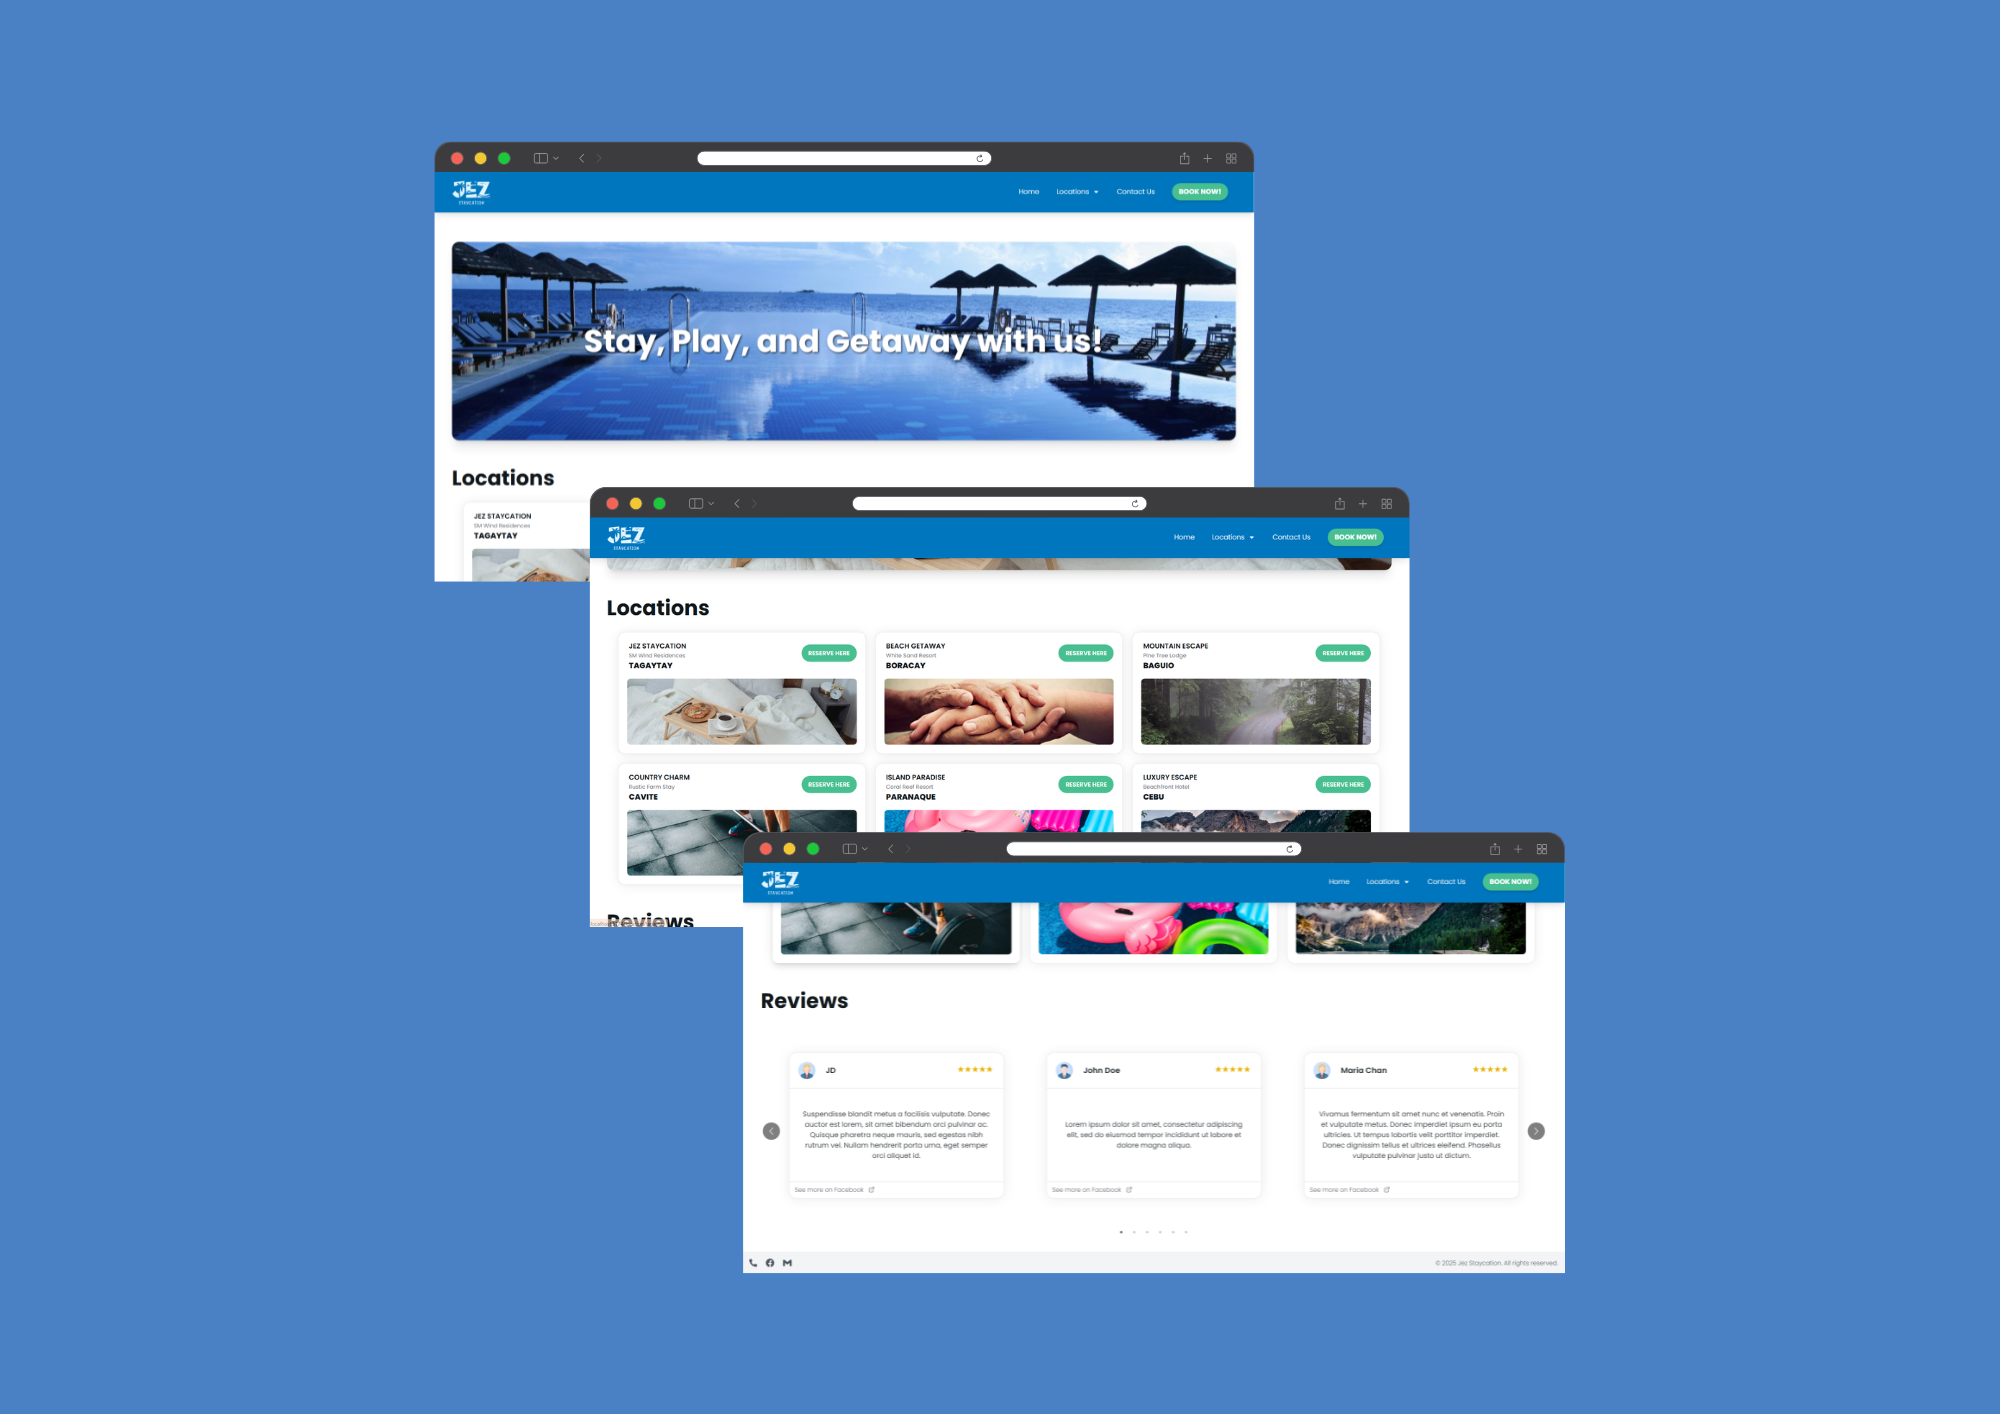 JEZ
STAYCATION
Home Locations Contact Us BOOK NOW!
Stay, Play, and Getaway with us!
Locations
JEZ STAYCATION
SM Wind Residences
TAGAYTAY
JEZ
STAYCATION
Home Locations Contact Us BOOK NOW!
Locations
JEZ STAYCATION
SM Wind Residences
TAGAYTAY
RESERVE HERE
BEACH GETAWAY
White Sand Resort
BORACAY
RESERVE HERE
MOUNTAIN ESCAPE
Pine Tree Lodge
BAGUIO
RESERVE HERE
COUNTRY CHARM
Rustic Farm Stay
CAVITE
RESERVE HERE
ISLAND PARADISE
Coral Reef Resort
PARANAQUE
RESERVE HERE
LUXURY ESCAPE
Beachfront Hotel
CEBU
RESERVE HERE
Reviews
JEZ
STAYCATION
Home Locations Contact Us BOOK NOW!
Reviews
JD
Suspendisse blandit metus a facilisis vulputate. Donec
auctor est lorem, sit amet bibendum orci pulvinar ac.
Quisque pharetra neque mauris, sed egestas nibh
rutrum vel. Nullam hendrerit porta urna, eget semper
orci aliquet id.
See more on Facebook
John Doe
Lorem ipsum dolor sit amet, consectetur adipiscing
elit, sed do eiusmod tempor incididunt ut labore et
dolore magna aliqua.
See more on Facebook
Maria Chan
Vivamus fermentum sit amet nunc et venenatis. Proin
et vulputate metus. Donec imperdiet ipsum eu porta
ultricies. Ut tempus lobortis velit porttitor imperdiet.
Donec dignissim tellus et ultrices eleifend. Phasellus
vulputate pulvinar justo ut dictum.
See more on Facebook
© 2025 Jez Staycation. All rights reserved.